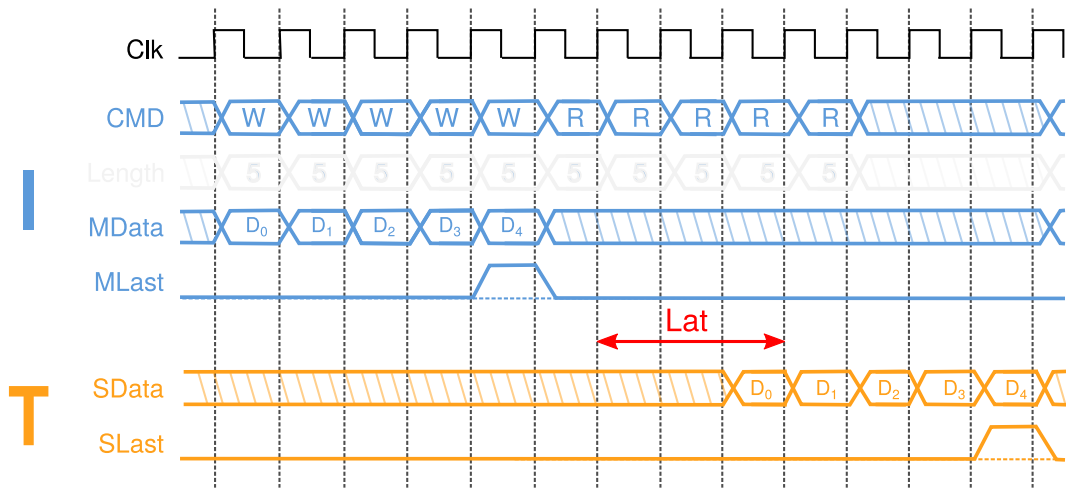 Clk
CMD W W W W W R R R R R
Length 5 5 5 5 5 5 5 5 5 5
I
MData D₀ D₁ D₂ D₃ D₄
MLast
Lat
T
SData D₀ D₁ D₂ D₃ D₄
SLast